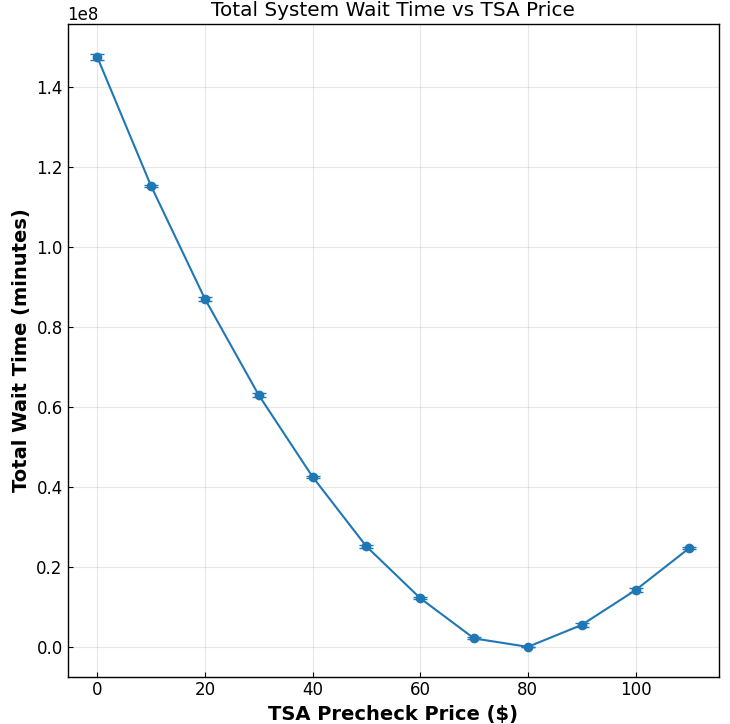 Total System Wait Time vs TSA Price
1e8
1.4
1.2
1.0
0.8
0.6
0.4
0.2
0.0
Total Wait Time (minutes)
0 20 40 60 80 100
TSA Precheck Price ($)